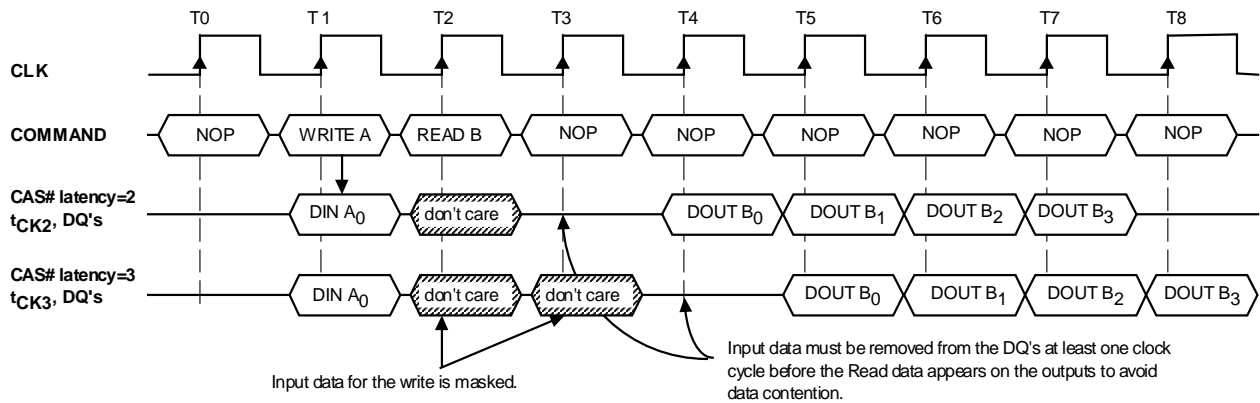 T0 T1 T2 T3 T4 T5 T6 T7 T8
CLK
COMMAND NOP WRITE A READ B NOP NOP NOP NOP NOP NOP
CAS# latency=2
tCK2, DQ's DIN A0 don't care DOUT B0 DOUT B1 DOUT B2 DOUT B3
CAS# latency=3
tCK3, DQ's DIN A0 don't care don't care DOUT B0 DOUT B1 DOUT B2 DOUT B3
Input data for the write is masked.
Input data must be removed from the DQ's at least one clock
cycle before the Read data appears on the outputs to avoid
data contention.